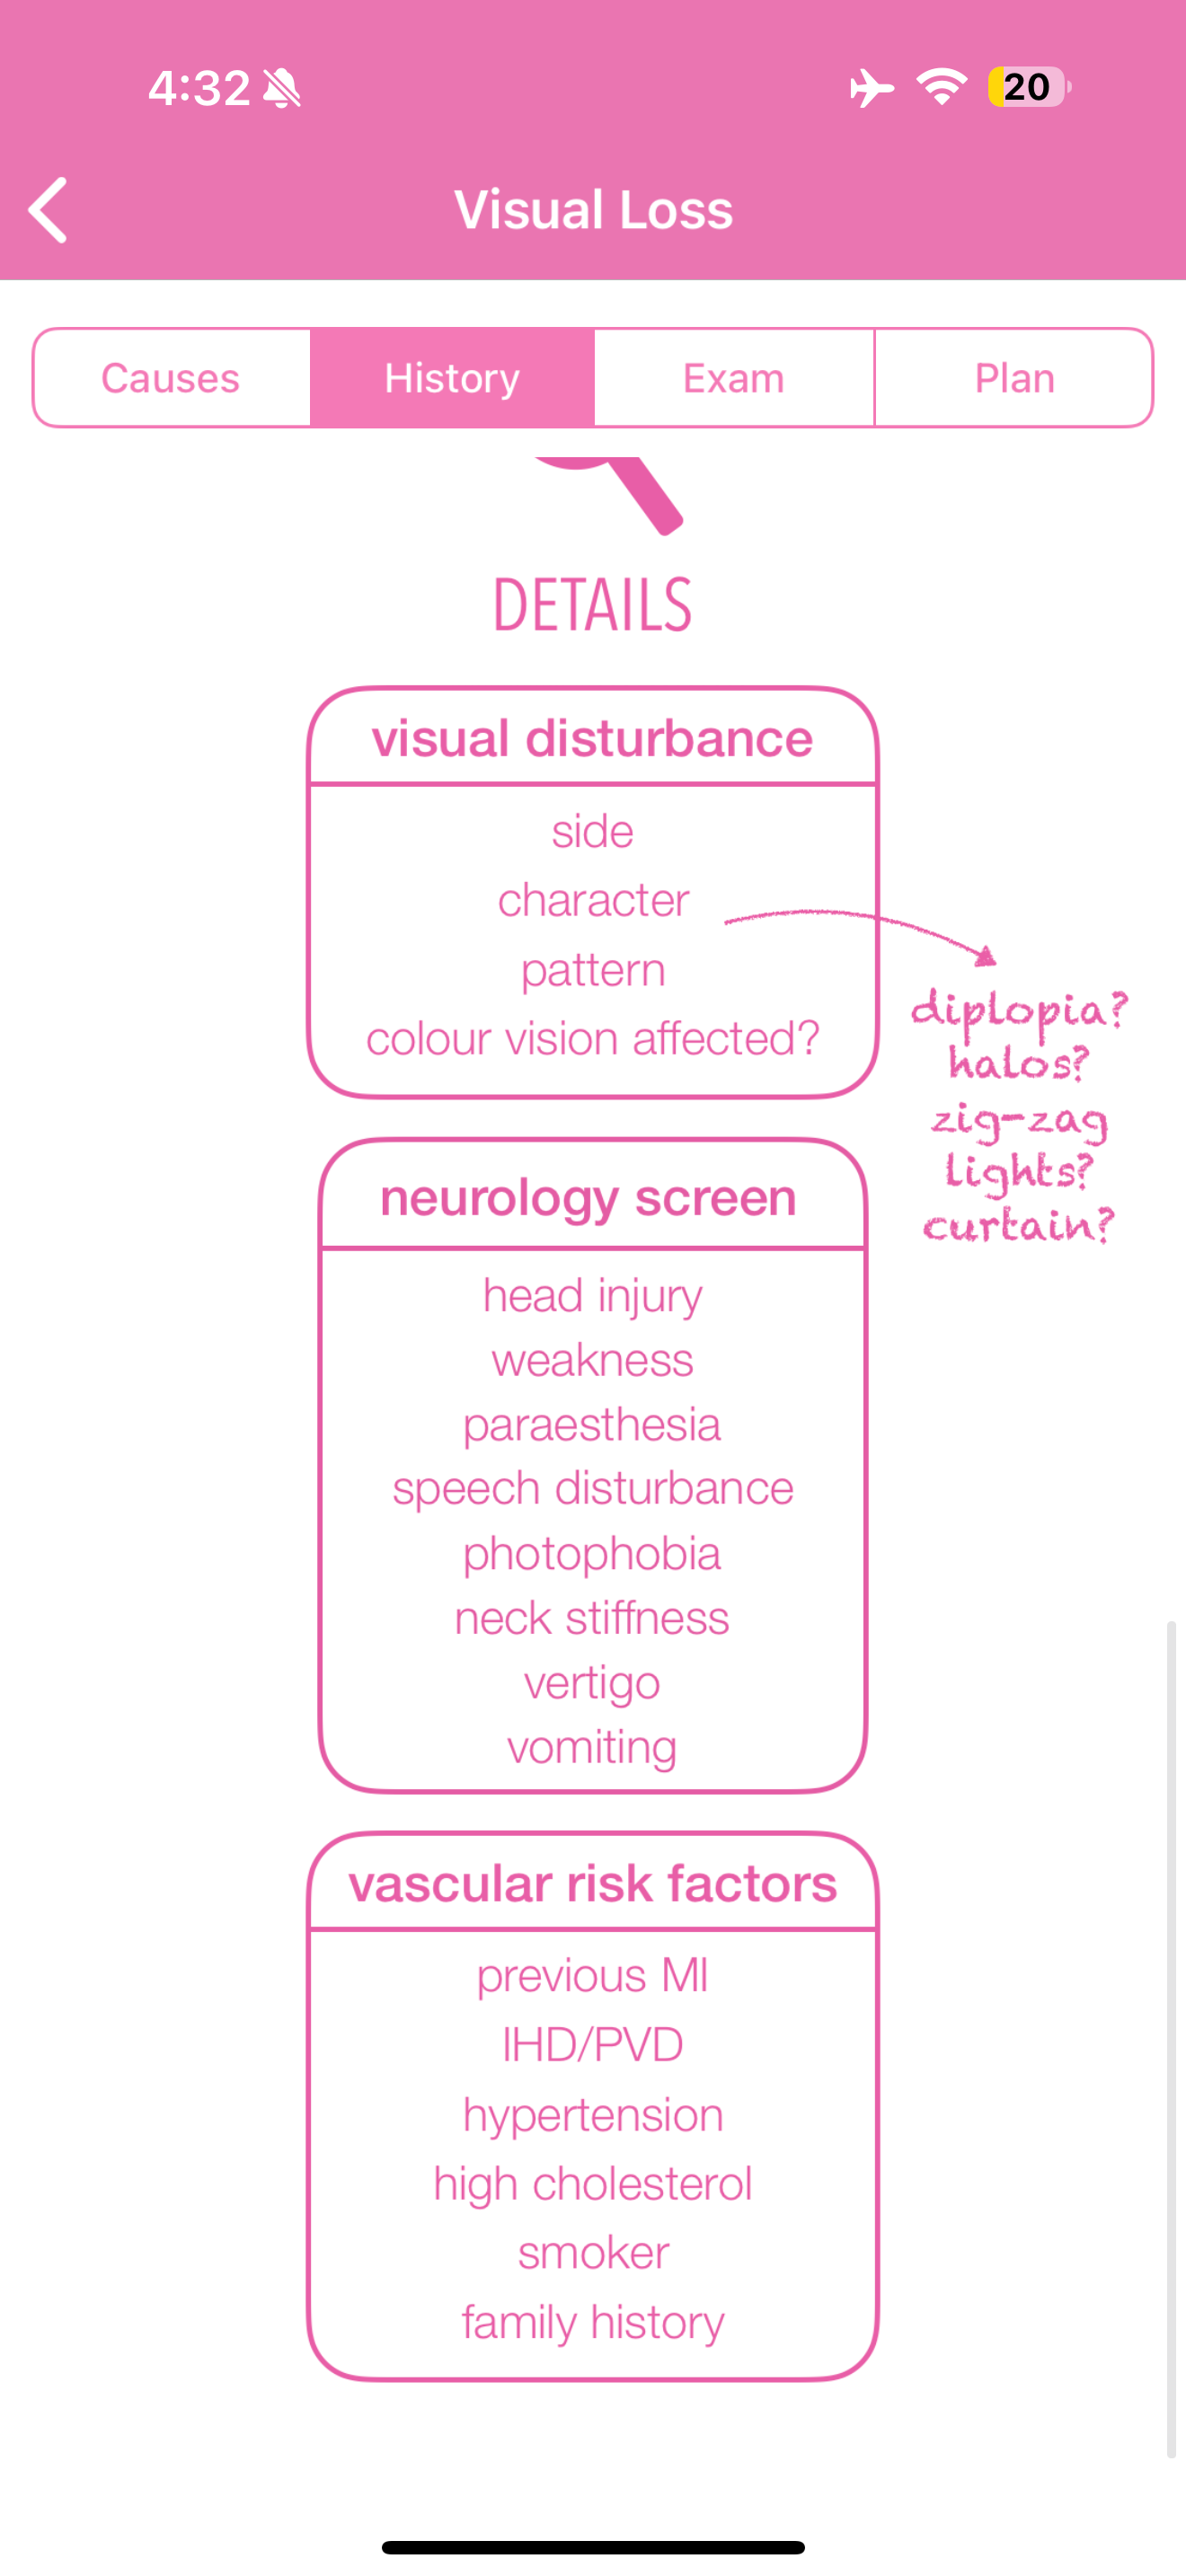 4:32
20
Visual Loss
Causes
History
Exam
Plan
DETAILS
visual disturbance
side
character
pattern
colour vision affected?
diplopia?
halos?
zig-zag
lights?
curtain?
neurology screen
head injury
weakness
paraesthesia
speech disturbance
photophobia
neck stiffness
vertigo
vomiting
vascular risk factors
previous MI
IHD/PVD
hypertension
high cholesterol
smoker
family history